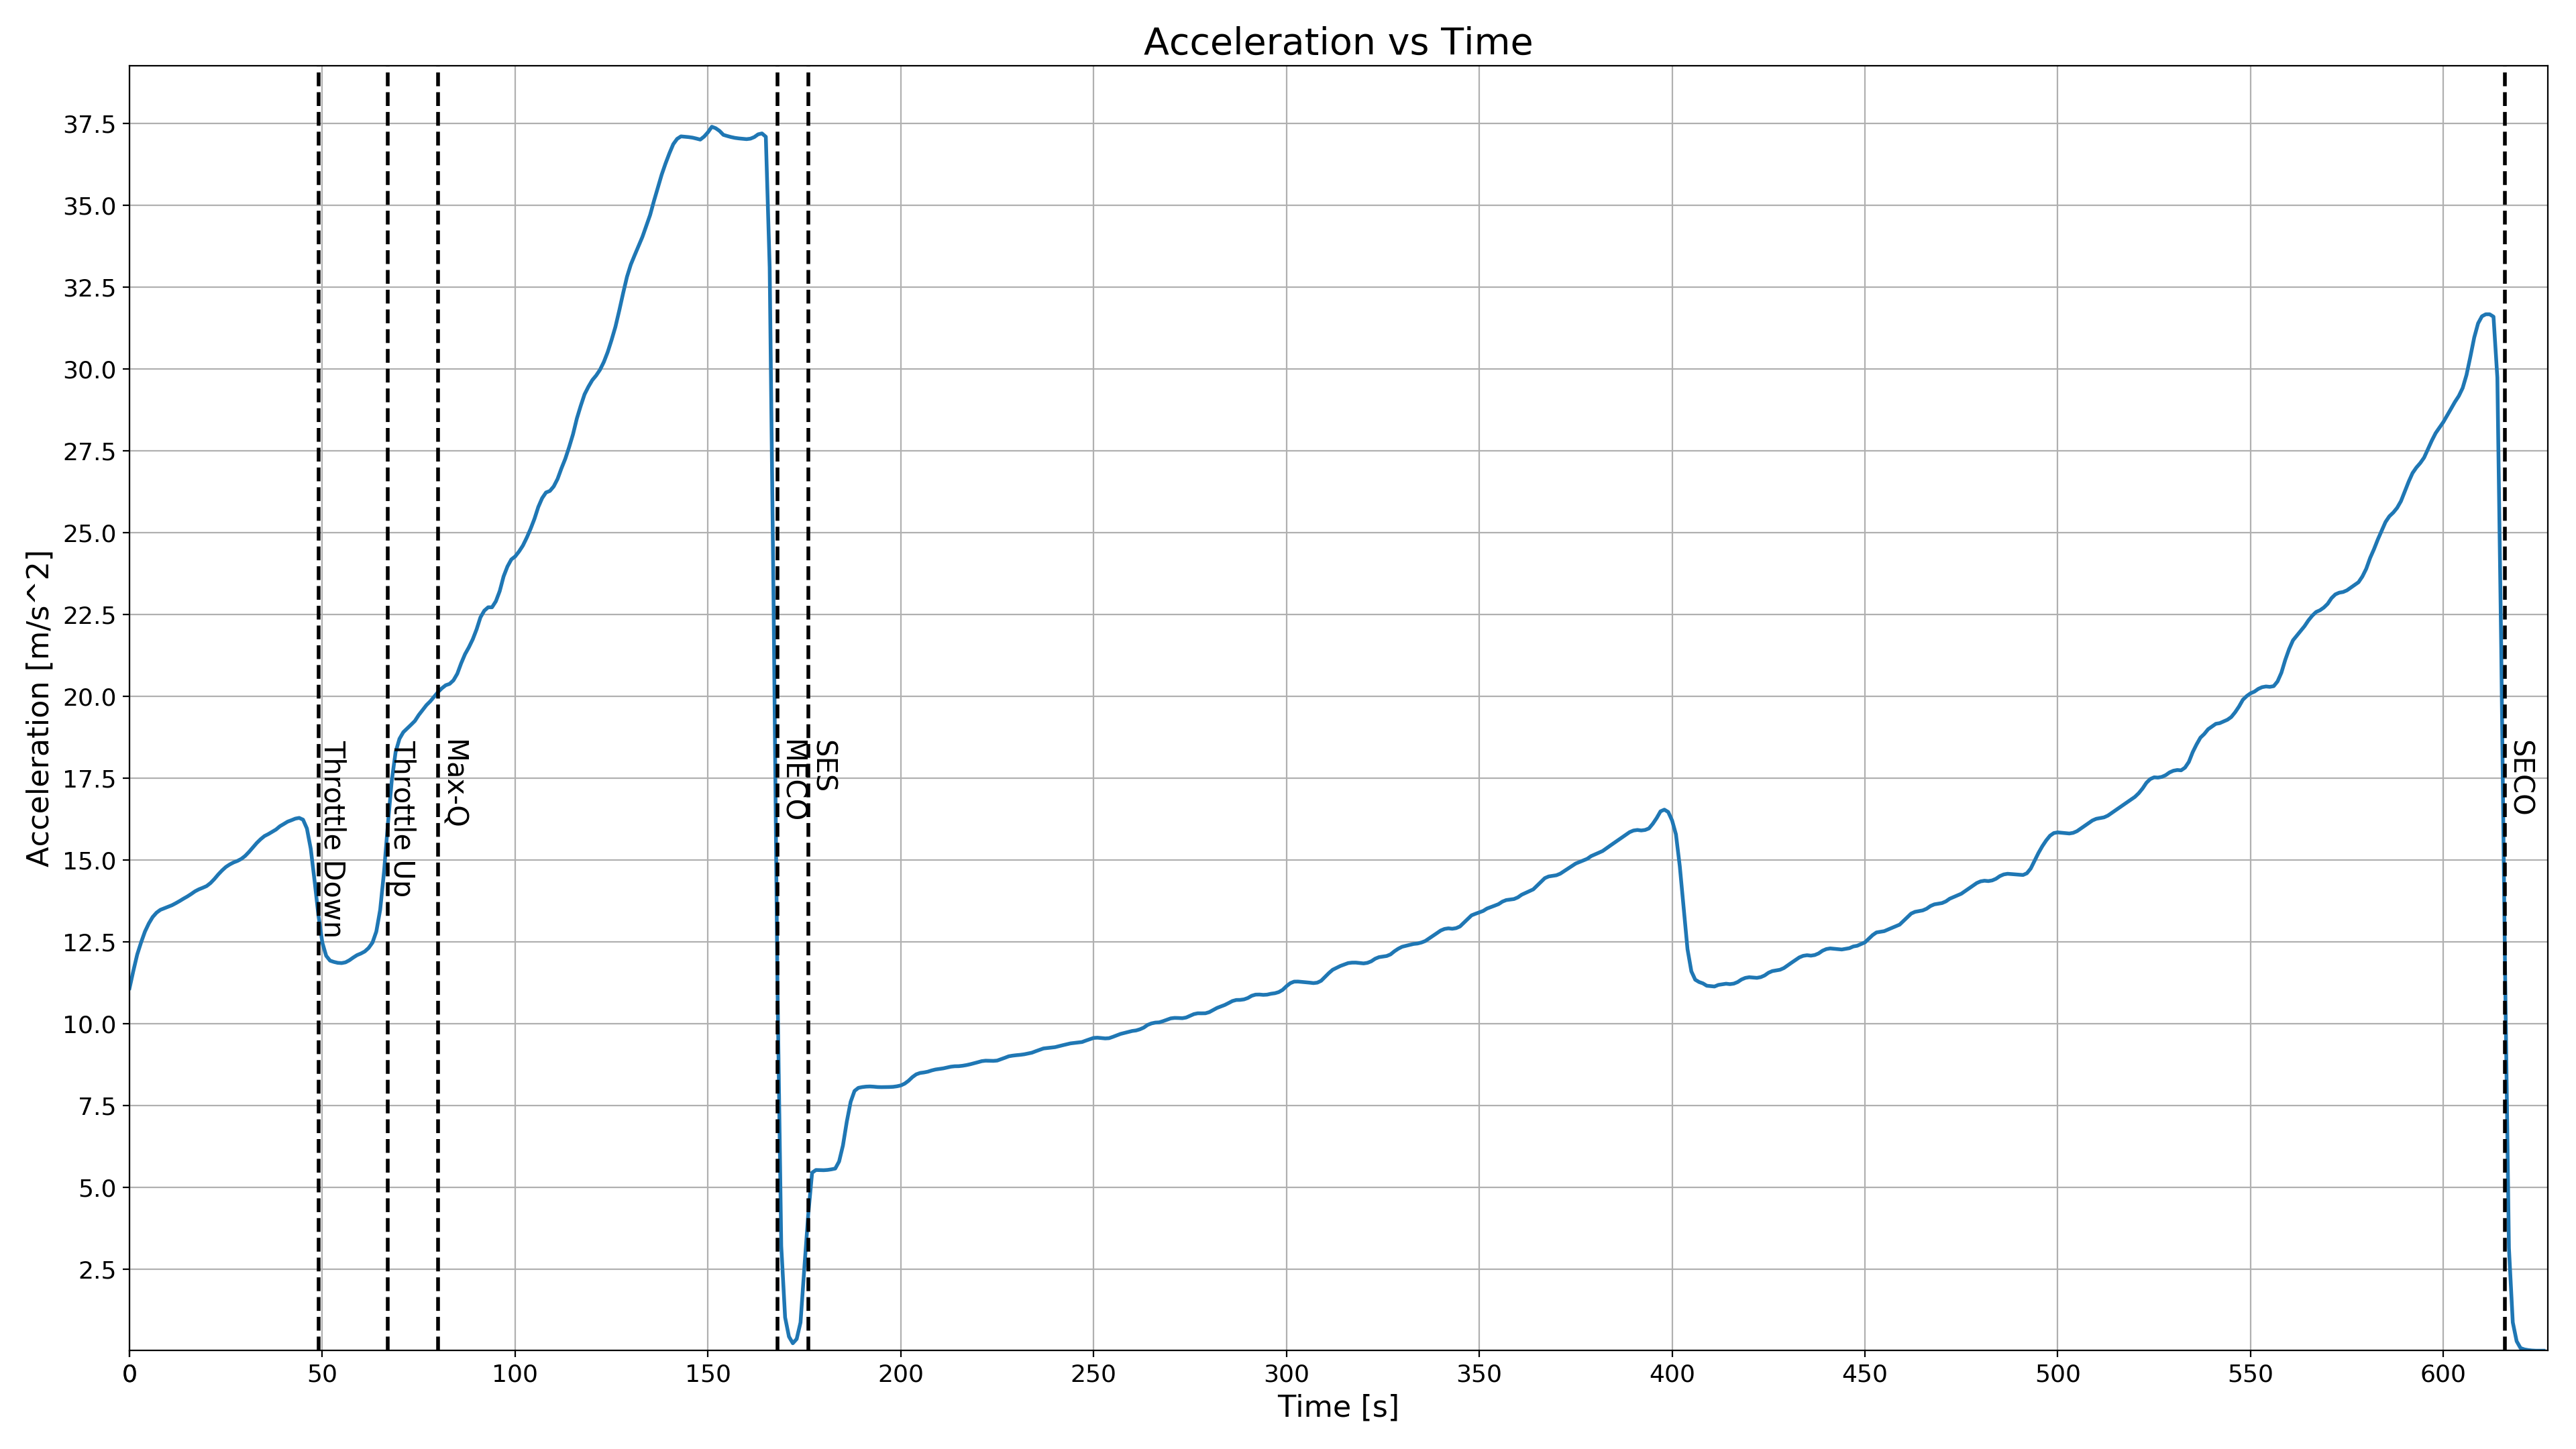 Acceleration vs Time
Acceleration [m/s^2]
37.5
35.0
32.5
30.0
27.5
25.0
22.5
20.0
17.5
15.0
12.5
10.0
7.5
5.0
2.5
Throttle Down
Throttle Up
Max-Q
MECO
SES
SECO
0 50 100 150 200 250 300 350 400 450 500 550 600
Time [s]